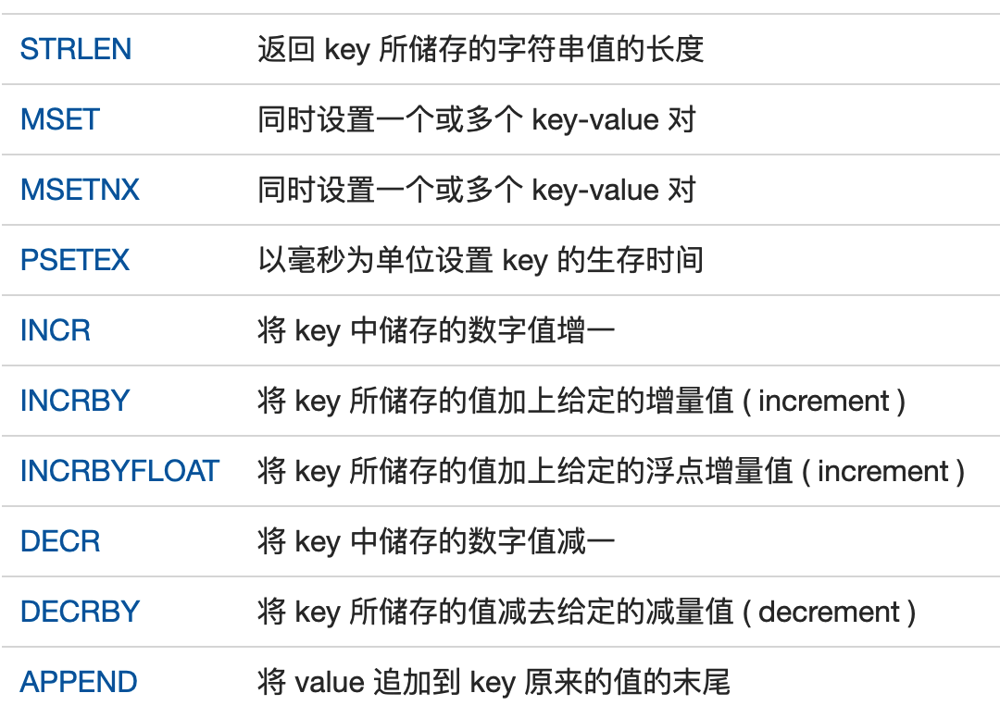 STRLEN 返回 key 所储存的字符串值的长度
MSET 同时设置一个或多个 key-value 对
MSETNX 同时设置一个或多个 key-value 对
PSETEX 以毫秒为单位设置 key 的生存时间
INCR 将 key 中储存的数字值增一
INCRBY 将 key 所储存的值加上给定的增量值 ( increment )
INCRBYFLOAT 将 key 所储存的值加上给定的浮点增量值 ( increment )
DECR 将 key 中储存的数字值减一
DECRBY 将 key 所储存的值减去给定的减量值 ( decrement )
APPEND 将 value 追加到 key 原来的值的末尾